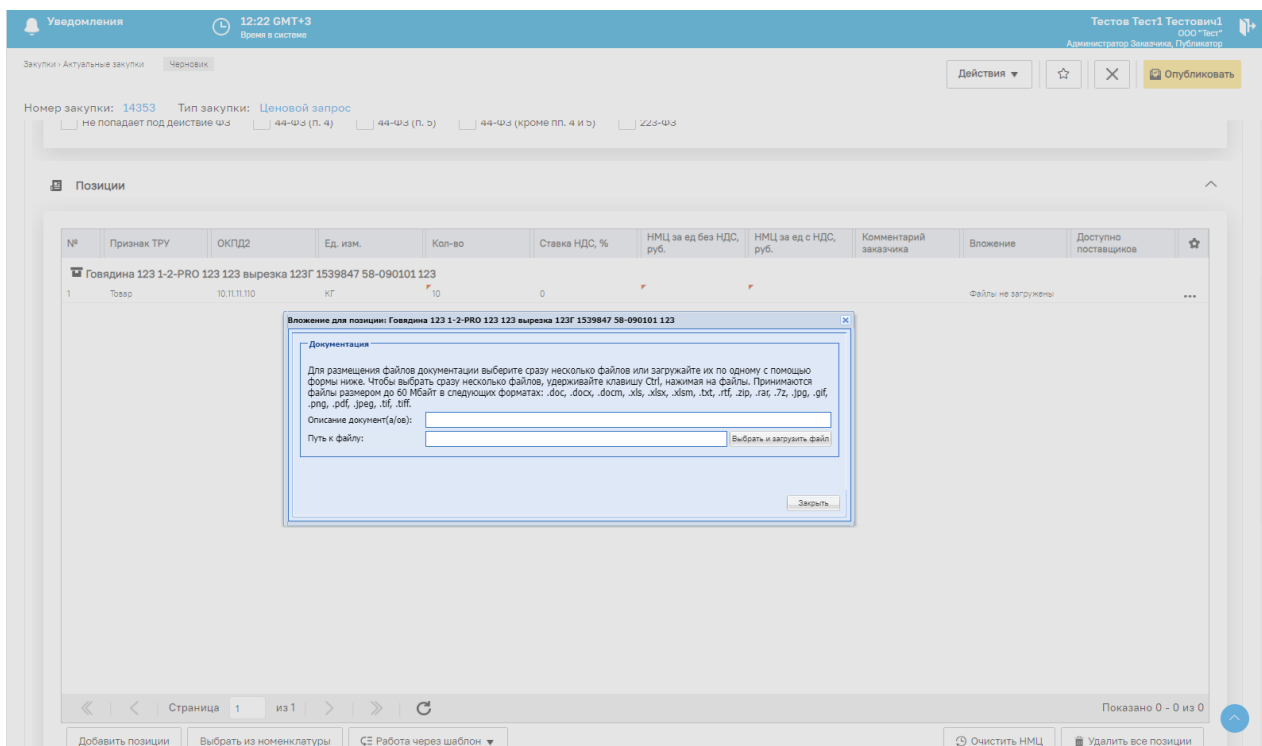 Уведомления
12:22 GMT+3
Время в системе
Тестов Тест1 Тестович1
ООО "Тест"
Администратор Заказчика, Публикатор
Закупки › Актуальные закупки
Черновик
Действия
Опубликовать
Номер закупки: 14353 Тип закупки: Ценовой запрос
Не попадает под действие ФЗ 44-ФЗ (п. 4) 44-ФЗ (п. 5) 44-ФЗ (кроме пп. 4 и 5) 223-ФЗ
Позиции
№ Признак ТРУ ОКПД2 Ед. изм. Кол-во Ставка НДС, % НМЦ за ед без НДС, руб. НМЦ за ед с НДС, руб. Комментарий заказчика Вложение Доступно поставщиков
Говядина 123 1-2-PRO 123 123 вырезка 123Г 1539847 58-090101 123
1 Товар 10.11.11.110 КГ 10 0 Файлы не загружены
Вложение для позиции: Говядина 123 1-2-PRO 123 123 вырезка 123Г 1539847 58-090101 123
Документация
Для размещения файлов документации выберите сразу несколько файлов или загружайте их по одному с помощью
формы ниже. Чтобы выбрать сразу несколько файлов, удерживайте клавишу Ctrl, нажимая на файлы. Принимаются
файлы размером до 60 Мбайт в следующих форматах: .doc, .docx, .docm, .xls, .xlsx, .xlsm, .txt, .rtf, .zip, .rar, .7z, .jpg, .gif,
.png, .pdf, .jpeg, .tif, .tiff.
Описание документ(а/ов):
Путь к файлу:
Выбрать и загрузить файл
Закрыть
Страница 1 из 1
Показано 0 - 0 из 0
Добавить позиции Выбрать из номенклатуры Работа через шаблон Очистить НМЦ Удалить все позиции